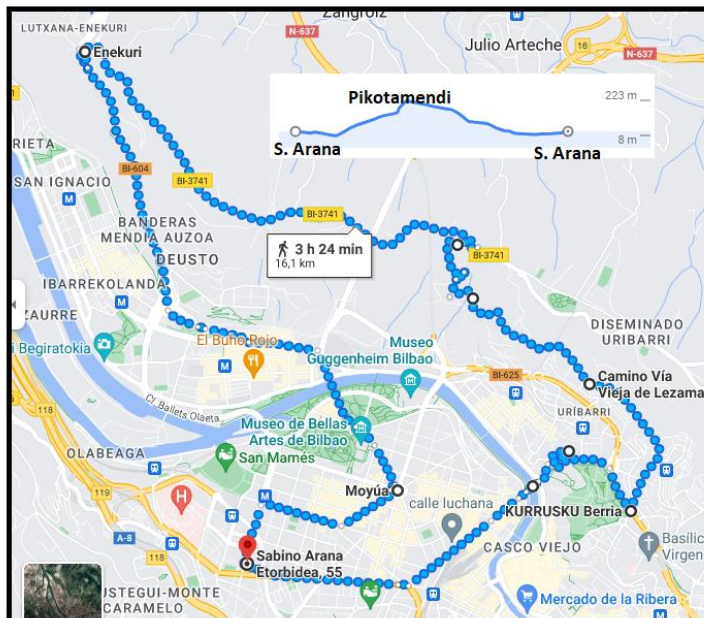 Zangroiz
LUTXANA-ENEKURI
Enekuri
N-637
Julio Arteche
16
N-637
Pikotamendi
223 m
8 m
S. Arana
S. Arana
BI-604
BI-3741
SAN IGNACIO
M
BANDERAS
MENDIA AUZOA
BI-3741
DEUSTO
3 h 24 min
16,1 km
BI-3741
IBARREKOLANDA
M
ZAURRE
i Begiratokia
El Búho Rojo
M
Museo
Guggenheim Bilbao
DISEMINADO
URIBARRI
118
Cl. Ballets Olaeta
BI-625
Camino Vía
Vieja de Lezama
Museo de Bellas
Artes de Bilbao
URÍBARRI
OLABEAGA
San Mamés
119
H
M
Moyúa
calle luchana
KURRUSKU Berria
A-8
Sabino Arana
Etorbidea, 55
CASCO VIEJO
Basílic
Virgen
118
USTEGUI-MONTE
CARAMELO
Mercado de la Ribera